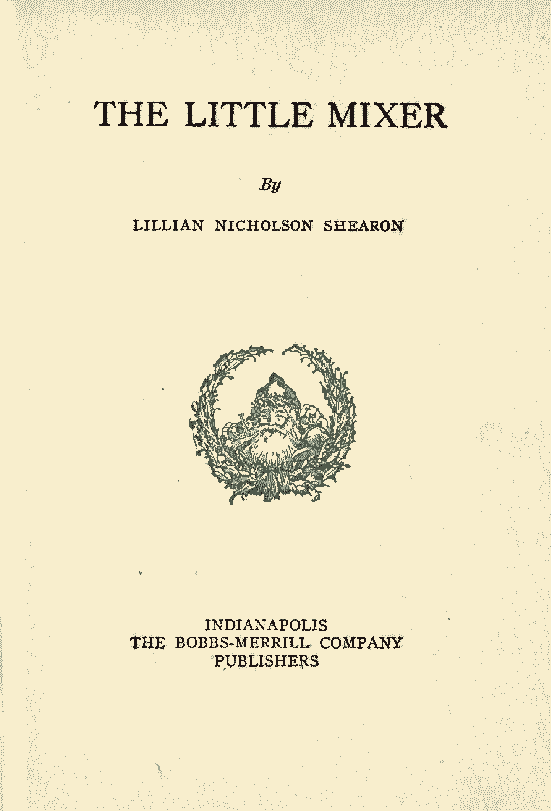 THE LITTLE MIXER
By
LILLIAN NICHOLSON SHEARON
INDIANAPOLIS
THE BOBBS-MERRILL COMPANY
PUBLISHERS